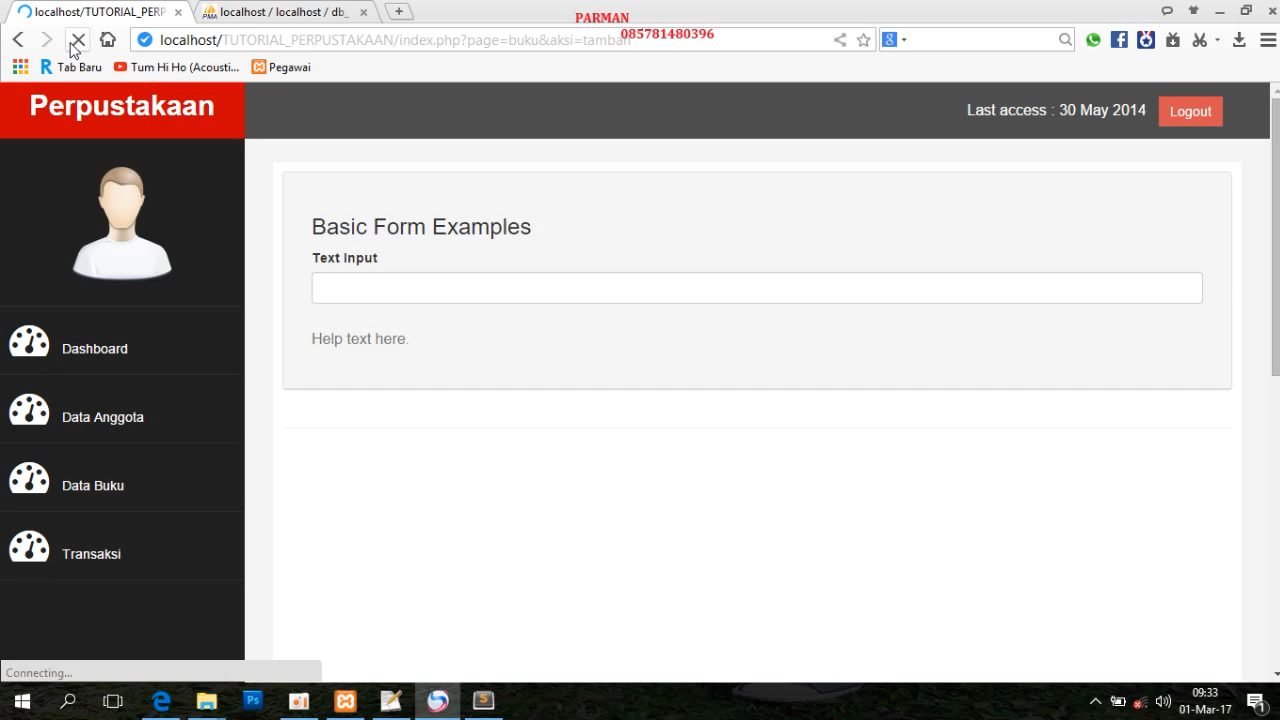 localhost/TUTORIAL_PERP
localhost / localhost / db_
PARMAN
085781480396
localhost/TUTORIAL_PERPUSTAKAAN/index.php?page=buku&aksi=tambah
Tab Baru
Tum Hi Ho (Acousti...
Pegawai
Perpustakaan
Last access : 30 May 2014
Logout
Basic Form Examples
Text Input
Help text here.
Dashboard
Data Anggota
Data Buku
Transaksi
Connecting...
09:33
01-Mar-17